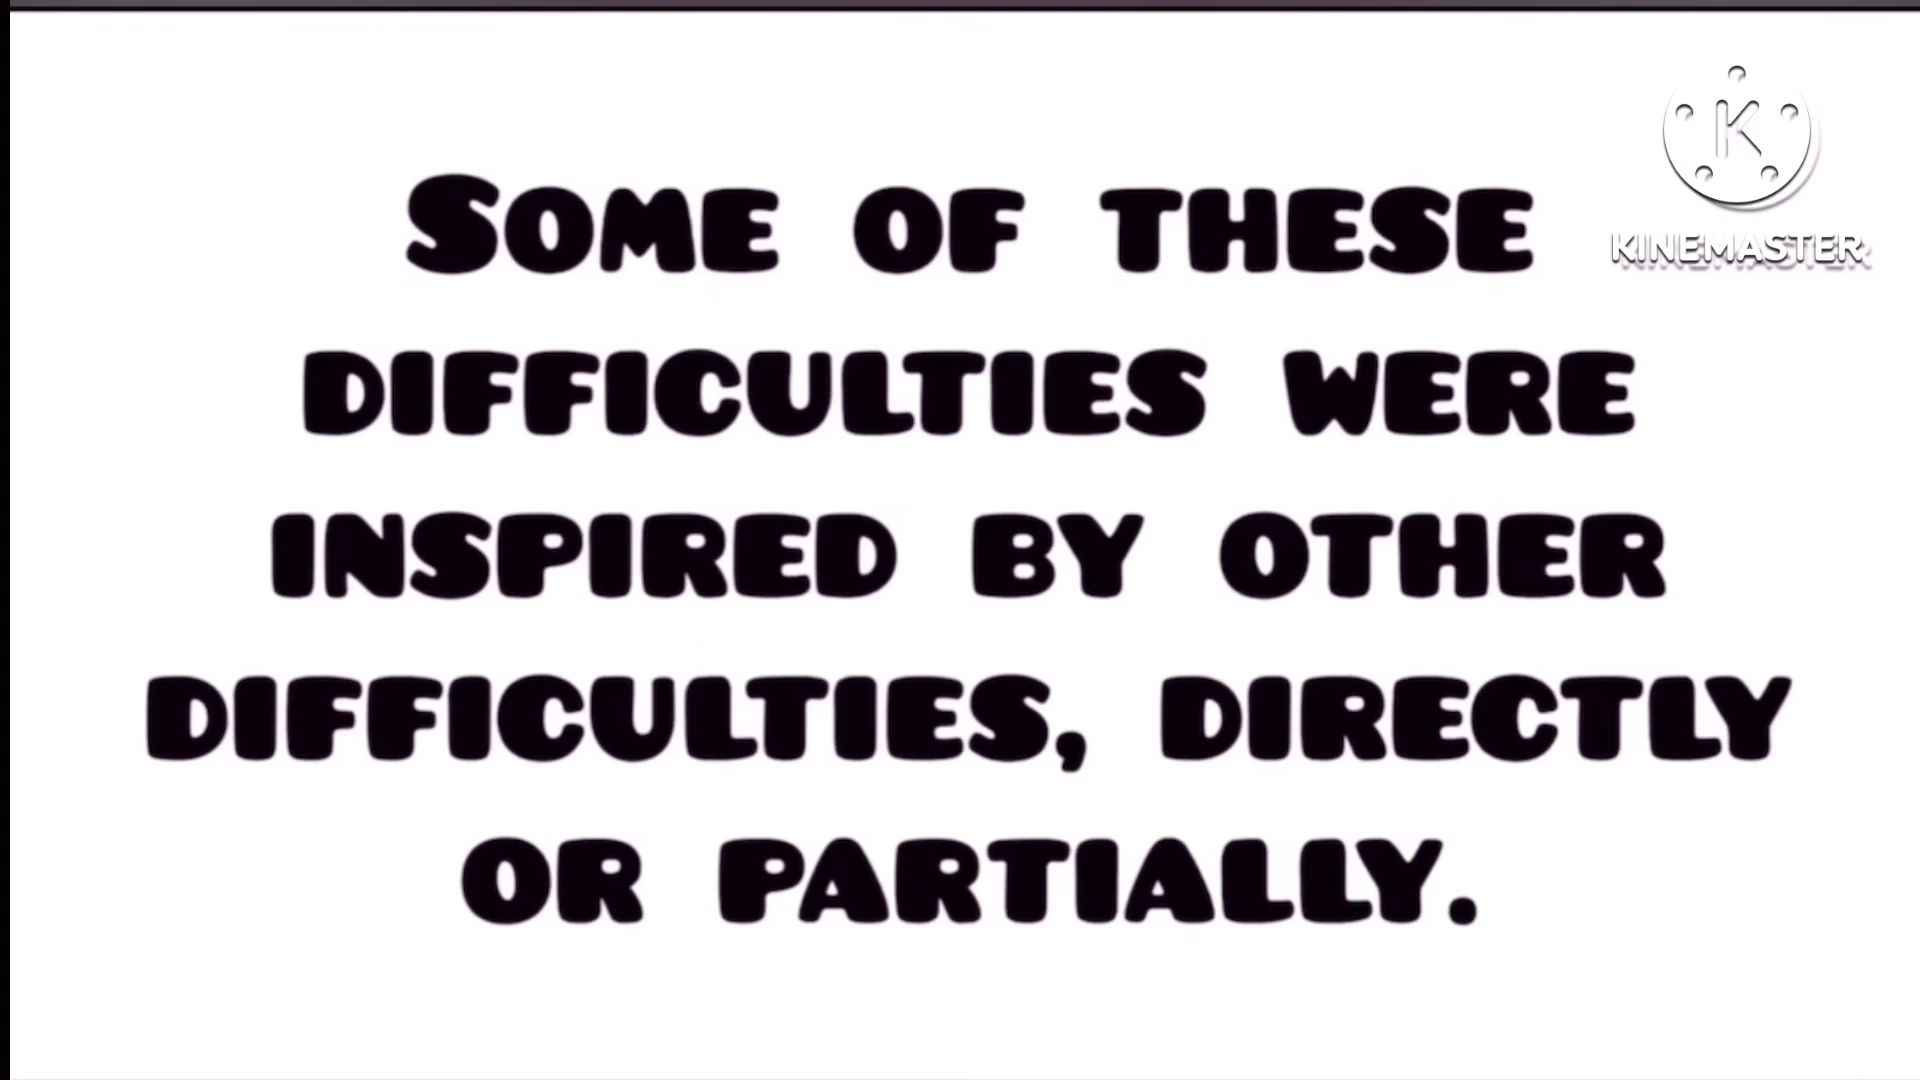 K
KINEMASTER
Some of these
difficulties were
inspired by other
difficulties, directly
or partially.